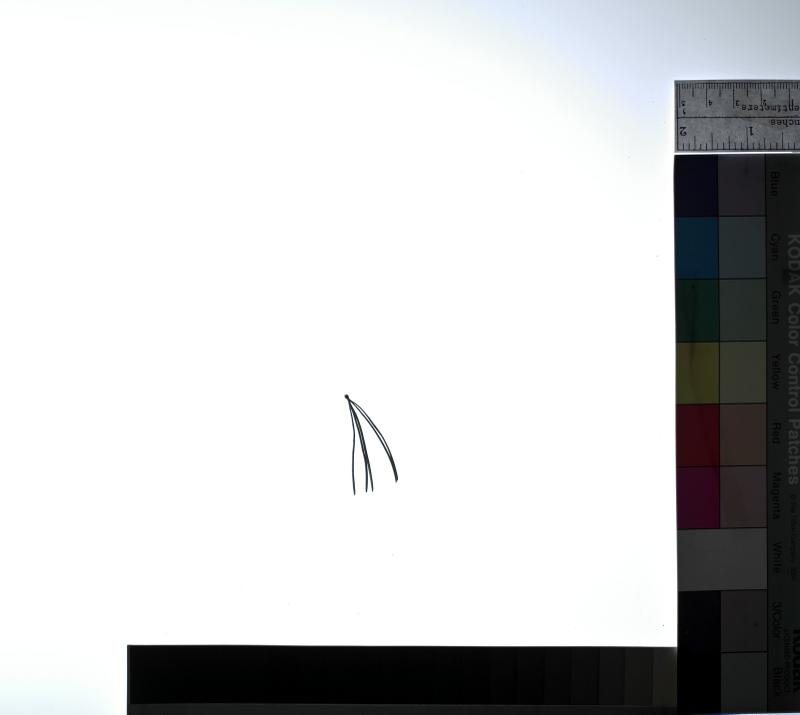 5 4 3 2
Centimeters
Inches
2 1
Blue
Cyan
Green
Yellow
Red
Magenta
White
3/Color
Black
KODAK Color Control Patches
Kodak